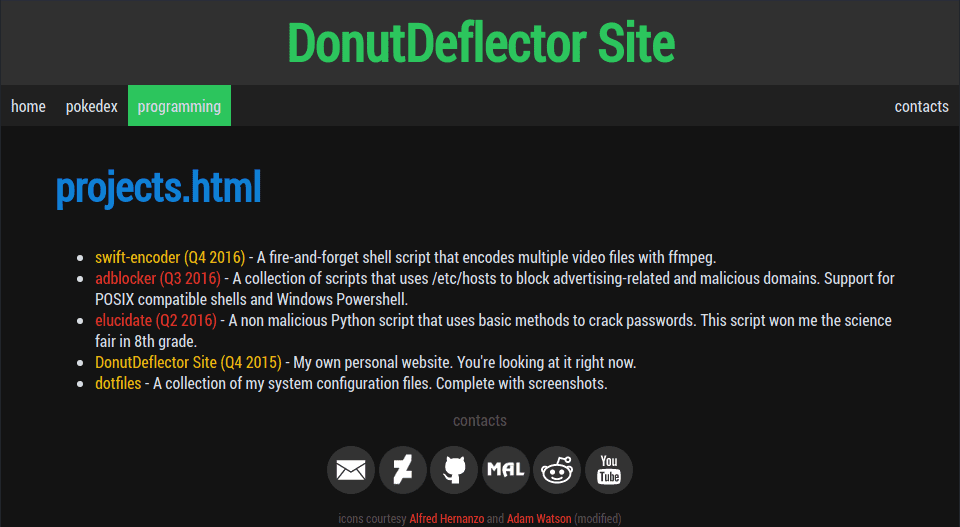 DonutDeflector Site
home pokedex programming contacts
projects.html
swift-encoder (Q4 2016) - A fire-and-forget shell script that encodes multiple video files with ffmpeg.
adblocker (Q3 2016) - A collection of scripts that uses /etc/hosts to block advertising-related and malicious domains. Support for
POSIX compatible shells and Windows Powershell.
elucidate (Q2 2016) - A non malicious Python script that uses basic methods to crack passwords. This script won me the science
fair in 8th grade.
DonutDeflector Site (Q4 2015) - My own personal website. You're looking at it right now.
dotfiles - A collection of my system configuration files. Complete with screenshots.
contacts
MAL You
Tube
icons courtesy Alfred Hernanzo and Adam Watson (modified)